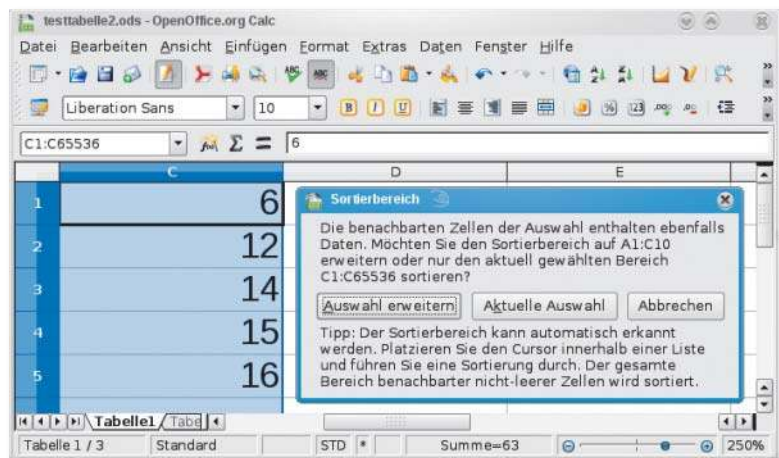 testtabelle2.ods - OpenOffice.org Calc
Datei Bearbeiten Ansicht Einfügen Format Extras Daten Fenster Hilfe
Liberation Sans 10
C1:C65536 6
C D E
1 6
2 12
3 14
4 15
5 16
Sortierbereich
Die benachbarten Zellen der Auswahl enthalten ebenfalls
Daten. Möchten Sie den Sortierbereich auf A1:C10
erweitern oder nur den aktuell gewählten Bereich
C1:C65536 sortieren?
Auswahl erweitern Aktuelle Auswahl Abbrechen
Tipp: Der Sortierbereich kann automatisch erkannt
werden. Platzieren Sie den Cursor innerhalb einer Liste
und führen Sie eine Sortierung durch. Der gesamte
Bereich benachbarter nicht-leerer Zellen wird sortiert.
Tabelle1 Tabe
Tabelle 1 / 3 Standard STD * Summe=63 250%